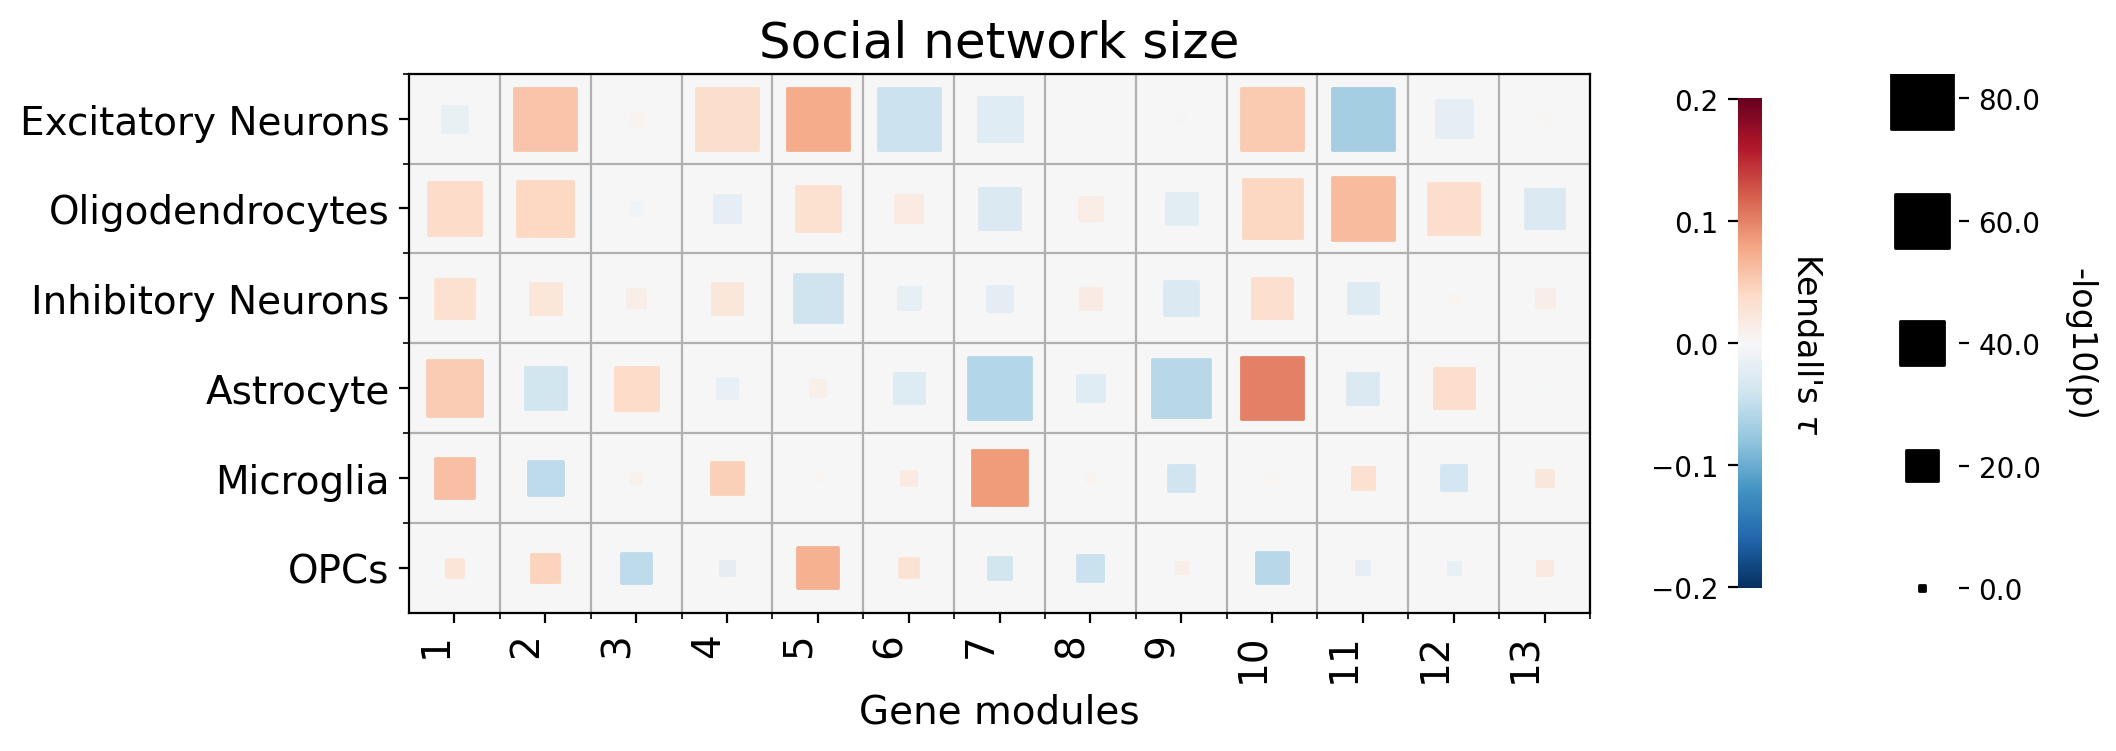 Social network size
Excitatory Neurons
Oligodendrocytes
Inhibitory Neurons
Astrocyte
Microglia
OPCs
1 2 3 4 5 6 7 8 9 10 11 12 13
Gene modules
0.2
0.1
0.0
−0.1
−0.2
Kendall's τ
80.0
60.0
40.0
20.0
0.0
-log10(p)